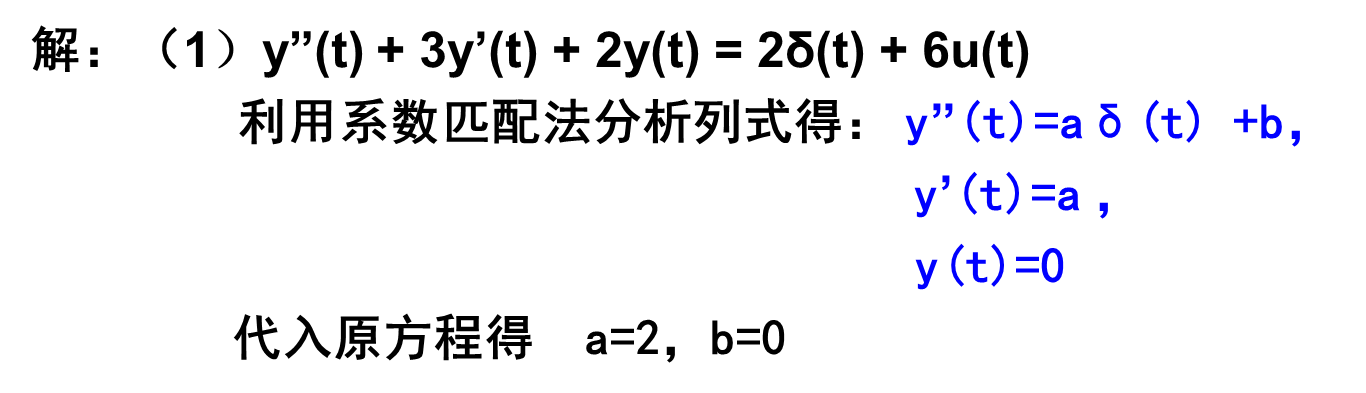 解：（1）y”(t) + 3y’(t) + 2y(t) = 2δ(t) + 6u(t)
利用系数匹配法分析列式得：y”(t)=aδ(t) +b，
y’(t)=a，
y(t)=0
代入原方程得 a=2，b=0